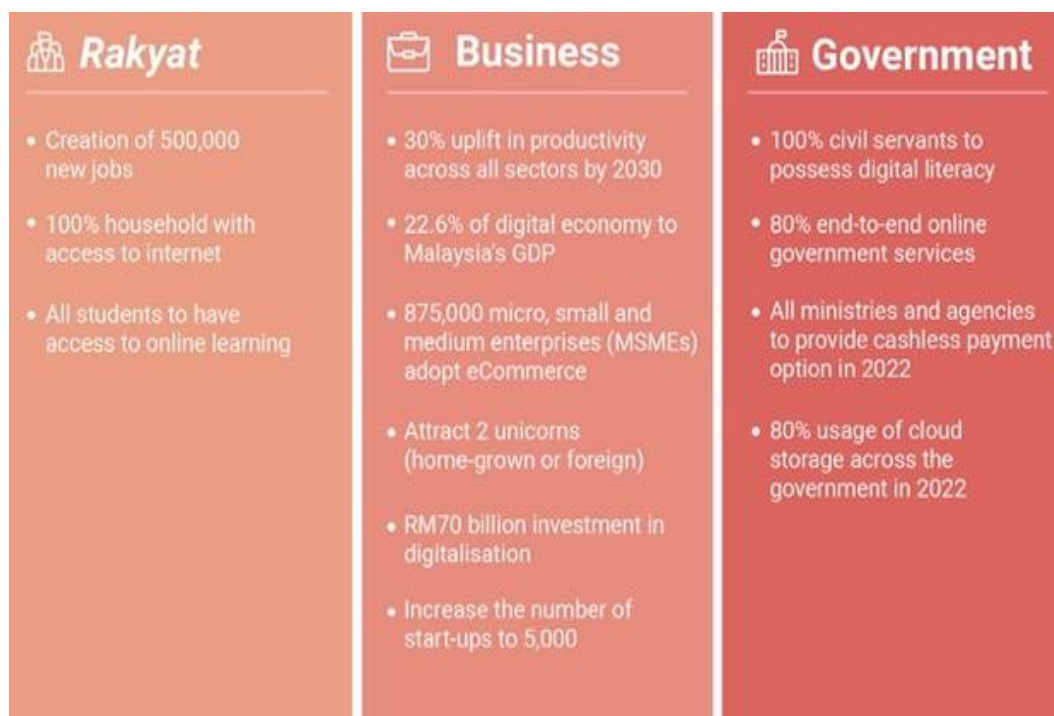 Rakyat
• Creation of 500,000
new jobs
• 100% household with
access to internet
• All students to have
access to online learning
Business
• 30% uplift in productivity
across all sectors by 2030
• 22.6% of digital economy to
Malaysia's GDP
• 875,000 micro, small and
medium enterprises (MSMEs)
adopt eCommerce
• Attract 2 unicorns
(home-grown or foreign)
• RM70 billion investment in
digitalisation
• Increase the number of
start-ups to 5,000
Government
• 100% civil servants to
possess digital literacy
• 80% end-to-end online
government services
• All ministries and agencies
to provide cashless payment
option in 2022
• 80% usage of cloud
storage across the
government in 2022